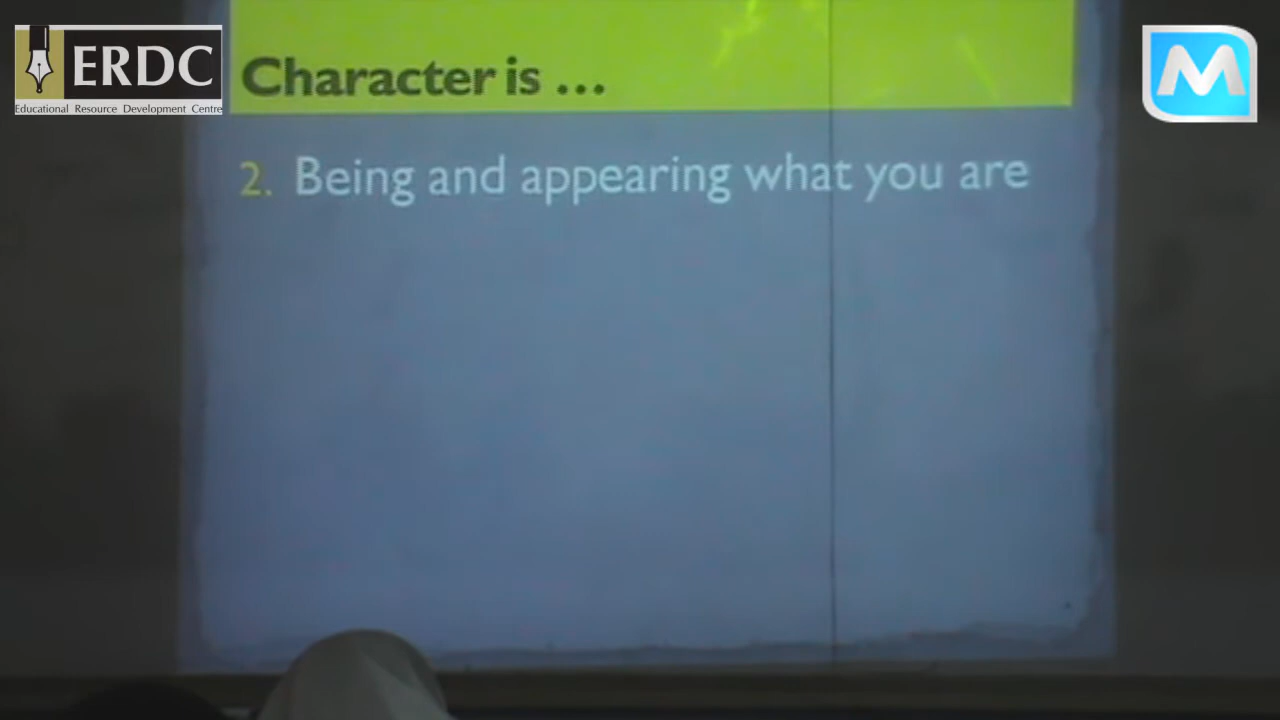 ERDC
Educational Resource Development Centre
M
Character is ...
2. Being and appearing what you are